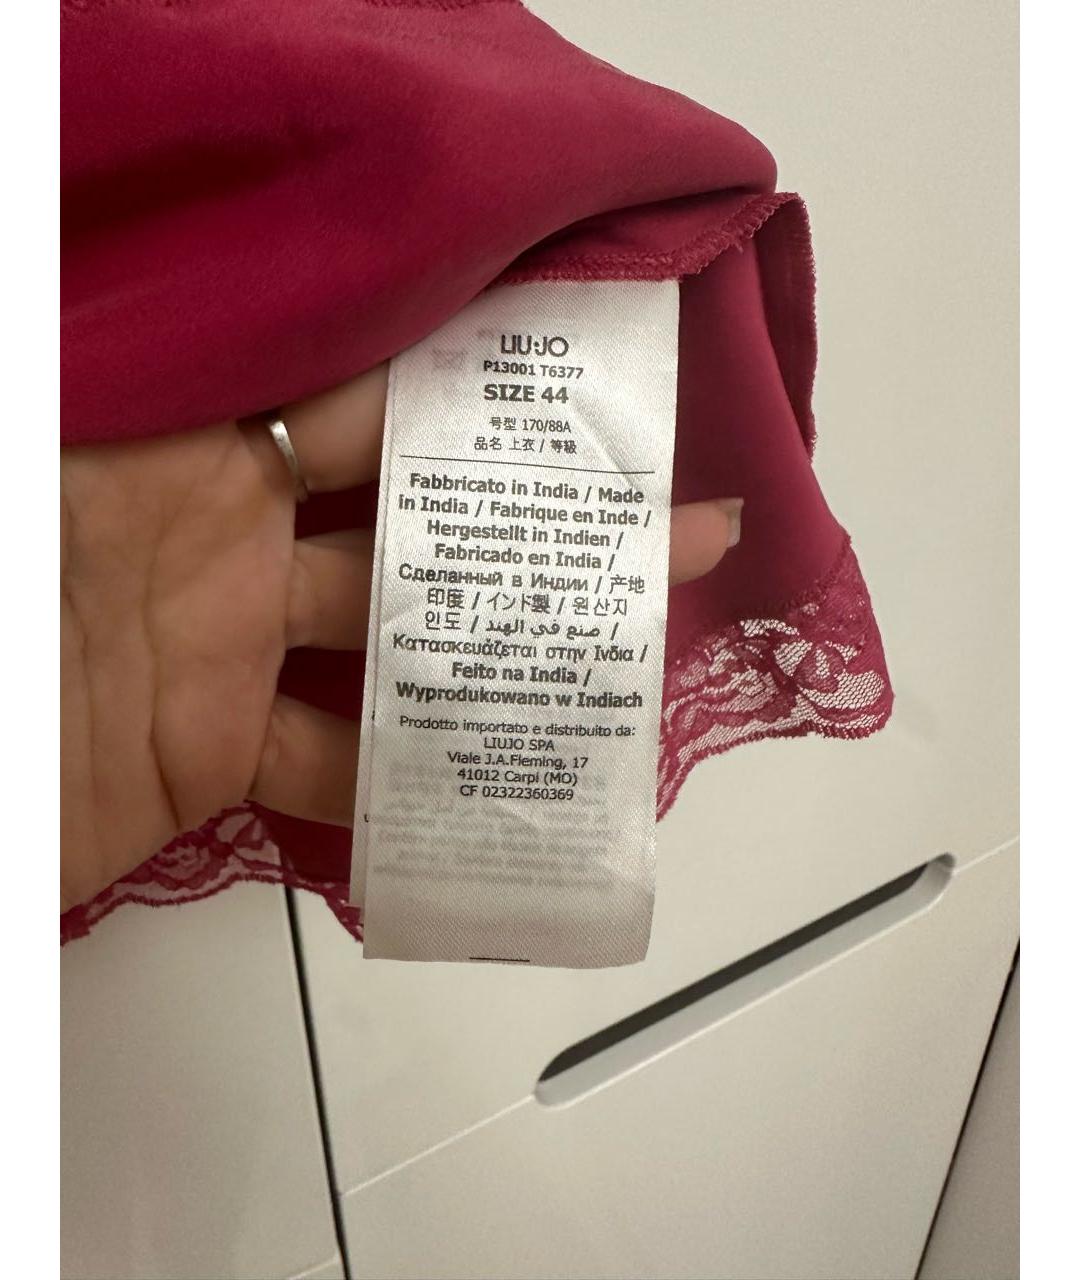 LIU·JO
P13001 T6377
SIZE 44
号型 170/88A
品名 上衣 / 等級
Fabbricato in India / Made
in India / Fabrique en Inde /
Hergestellt in Indien /
Fabricado en India /
Сделанный в Индии / 产地
印度 / インド製 / 원산지
인도 / صنع في الهند /
Κατασκευάζεται στην Ινδια /
Feito na India /
Wyprodukowano w Indiach
Prodotto importato e distribuito da:
LIUJO SPA
Viale J.A.Fleming, 17
41012 Carpi (MO)
CF 02322360369